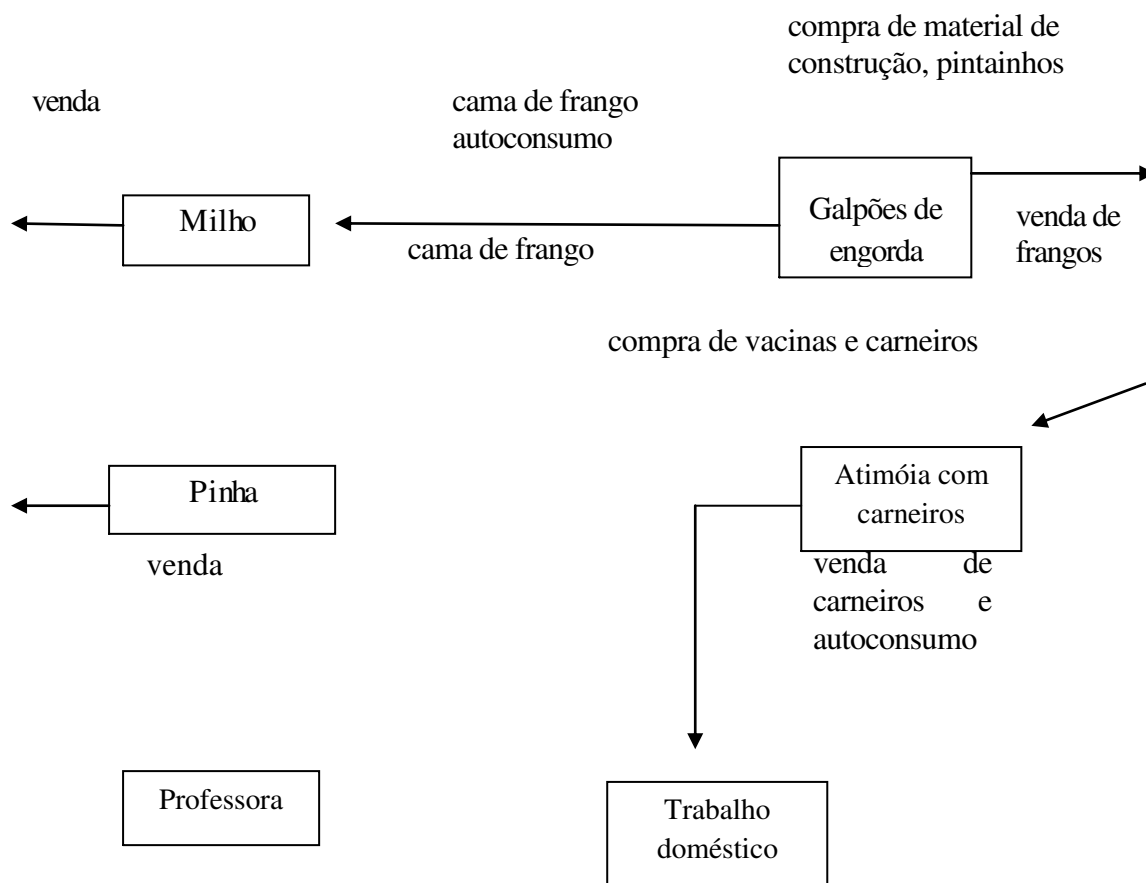 compra de material de
construção, pintainhos
venda
cama de frango
autoconsumo
Milho
Galpões de
engorda
venda de
frangos
cama de frango
compra de vacinas e carneiros
Pinha
venda
Atimóia com
carneiros
venda de
carneiros e
autoconsumo
Professora
Trabalho
doméstico